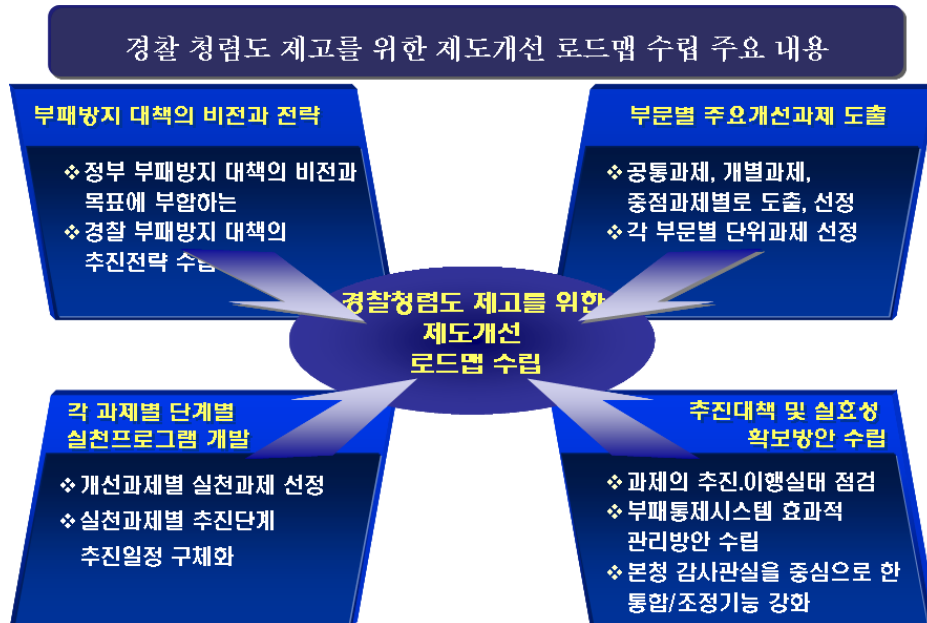 경찰 청렴도 제고를 위한 제도개선 로드맵 수립 주요 내용
부패방지 대책의 비전과 전략
❖정부 부패방지 대책의 비전과
목표에 부합하는
❖경찰 부패방지 대책의
추진전략 수립
부문별 주요개선과제 도출
❖공통과제, 개별과제,
중점과제별로 도출, 선정
❖각 부문별 단위과제 선정
경찰청렴도 제고를 위한
제도개선
로드맵 수립
각 과제별 단계별
실천프로그램 개발
❖개선과제별 실천과제 선정
❖실천과제별 추진단계
추진일정 구체화
추진대책 및 실효성
확보방안 수립
❖과제의 추진.이행실태 점검
❖부패통제시스템 효과적
관리방안 수립
❖본청 감사관실을 중심으로 한
통합/조정기능 강화